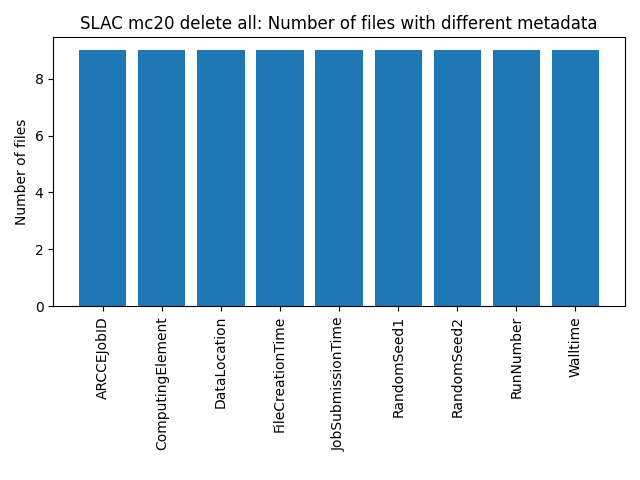 SLAC mc20 delete all: Number of files with different metadata
Number of files
8
6
4
2
0
ARCCEJobID
ComputingElement
DataLocation
FileCreationTime
JobSubmissionTime
RandomSeed1
RandomSeed2
RunNumber
Walltime